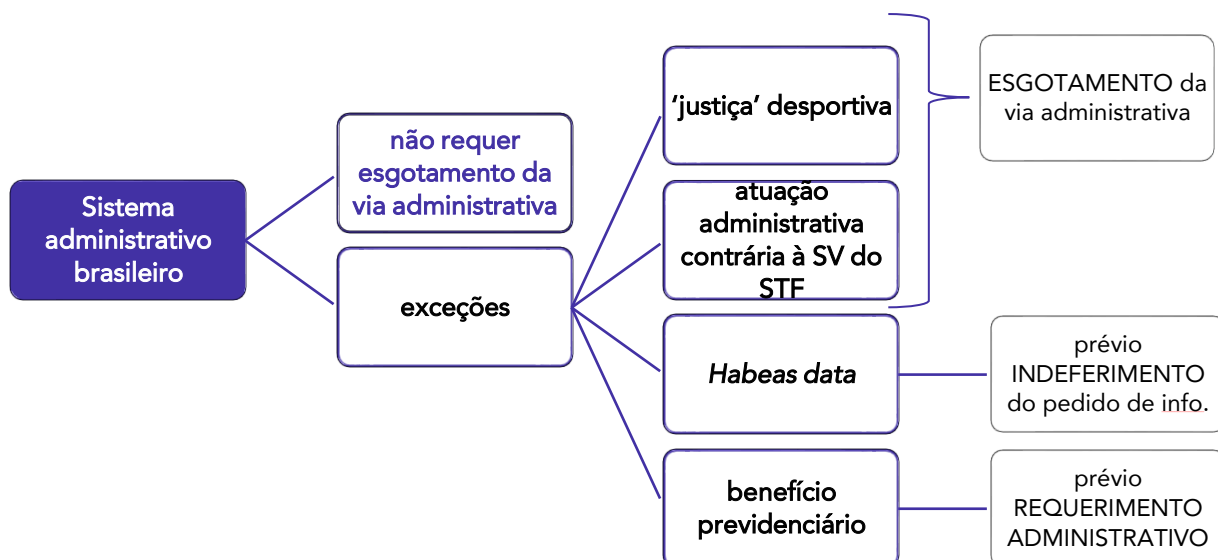 Sistema
administrativo
brasileiro
não requer
esgotamento da
via administrativa
exceções
‘justiça’ desportiva
atuação
administrativa
contrária à SV do
STF
ESGOTAMENTO da
via administrativa
Habeas data
prévio
INDEFERIMENTO
do pedido de info.
benefício
previdenciário
prévio
REQUERIMENTO
ADMINISTRATIVO